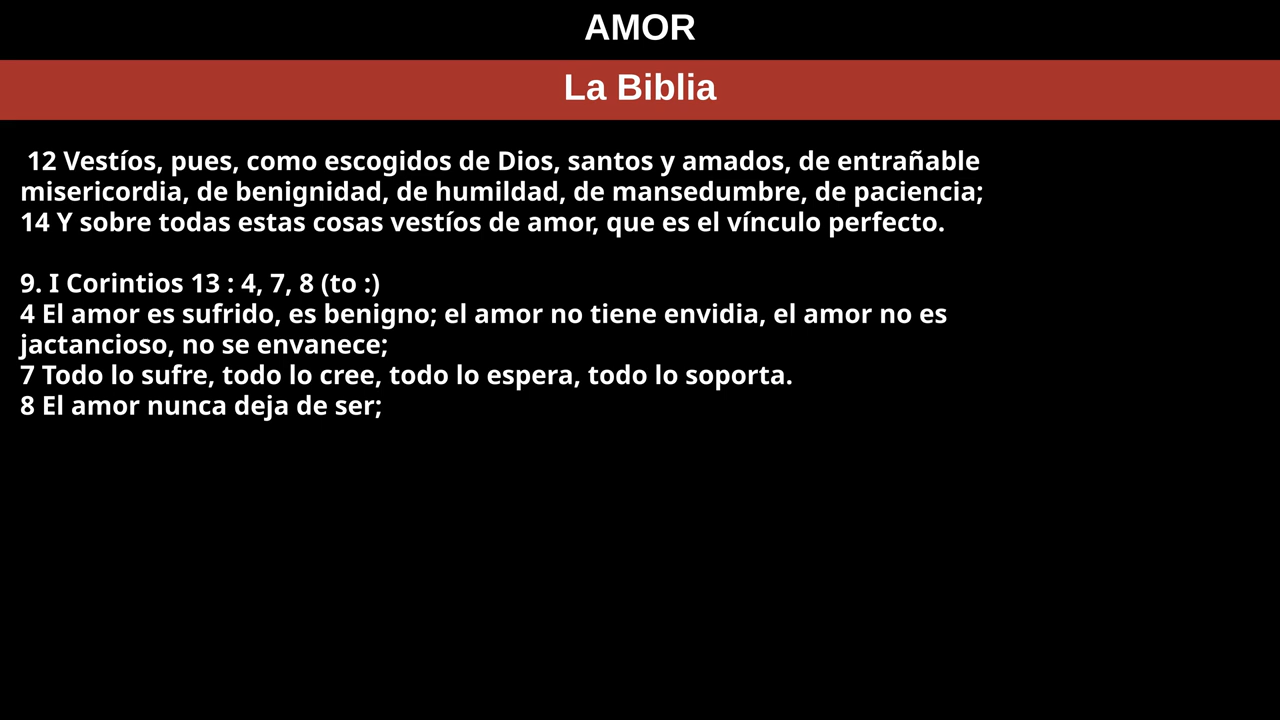 AMOR
La Biblia
12 Vestíos, pues, como escogidos de Dios, santos y amados, de entrañable
misericordia, de benignidad, de humildad, de mansedumbre, de paciencia;
14 Y sobre todas estas cosas vestíos de amor, que es el vínculo perfecto.
9. I Corintios 13 : 4, 7, 8 (to :)
4 El amor es sufrido, es benigno; el amor no tiene envidia, el amor no es
jactancioso, no se envanece;
7 Todo lo sufre, todo lo cree, todo lo espera, todo lo soporta.
8 El amor nunca deja de ser;